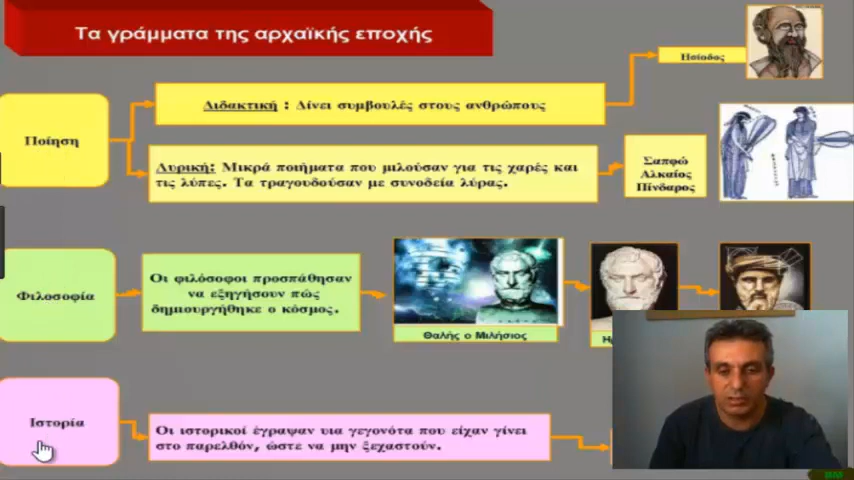 Τα γράμματα της αρχαϊκής εποχής
Ησίοδος
Διδακτική : Δίνει συμβουλές στους ανθρώπους
Ποίηση
Λυρική: Μικρά ποιήματα που μιλούσαν για τις χαρές και
τις λύπες. Τα τραγουδούσαν με συνοδεία λύρας.
Σαπφώ
Αλκαίος
Πίνδαρος
Φιλοσοφία
Οι φιλόσοφοι προσπάθησαν
να εξηγήσουν πώς
δημιουργήθηκε ο κόσμος.
Θαλής ο Μιλήσιος
Ιστορία
Οι ιστορικοί έγραψαν για γεγονότα που είχαν γίνει
στο παρελθόν, ώστε να μην ξεχαστούν.